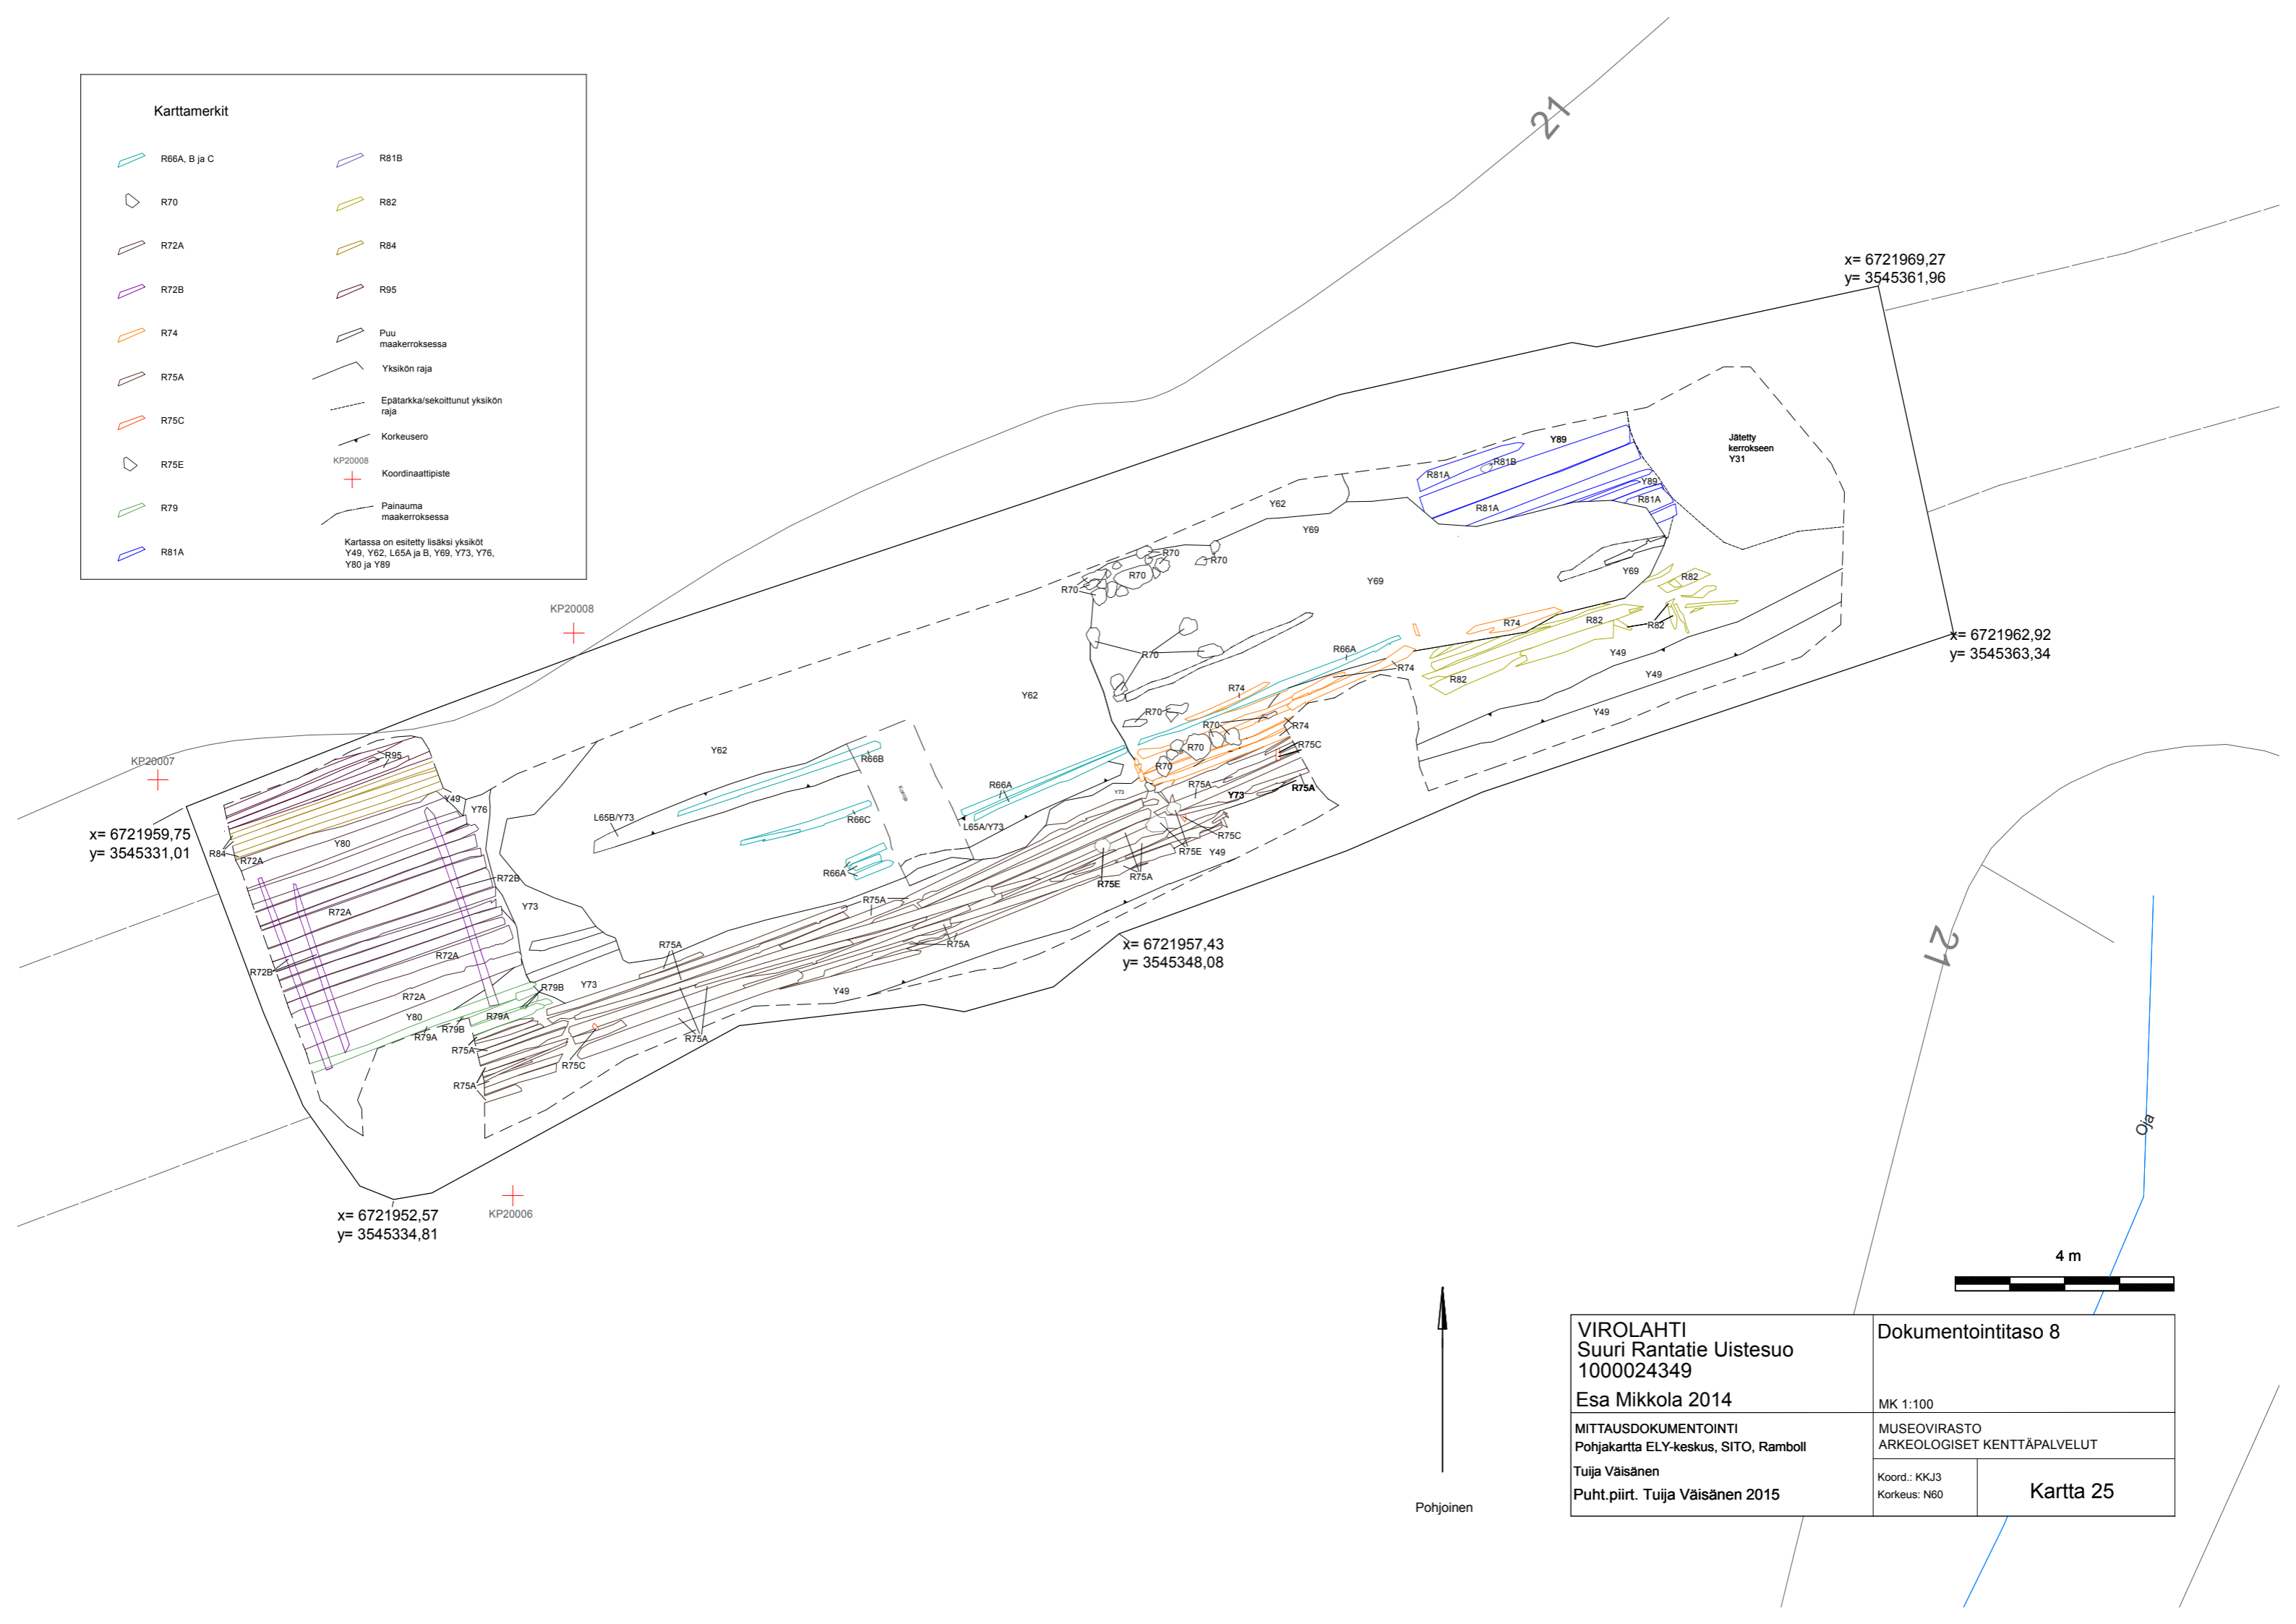 Karttamerkit
R66A, B ja C
R70
R72A
R72B
R74
R75A
R75C
R75E
R79
R81A
R81B
R82
R84
R95
Puu
maakerroksessa
Yksikön raja
Epätarkka/sekoittunut yksikön
raja
Korkeusero
KP20008
Koordinaattipiste
Painauma
maakerroksessa
Kartassa on esitetty lisäksi yksiköt
Y49, Y62, L65A ja B, Y69, Y73, Y76,
Y80 ja Y89
21
x= 6721969,27
y= 3545361,96
Jätetty
kerrokseen
Y31
Y89
R81B
R81A
Y89
R81A
R81A
Y62
Y69
R70
R70
R70
R70
Y69
Y69
R82
KP20008
R74
R82
R82
x= 6721962,92
y= 3545363,34
R70
R66A
R74
Y49
Y49
R82
Y62
R74
Y49
R70
R70
R74
Y62
R95
R66B
R70
R75C
KP20007
R70
R66A
R75A
Y73
Y73
R75A
Kuoppa
Y49
Y76
L65B/Y73
R66C
L65A/Y73
R75C
x= 6721959,75
y= 3545331,01
R84
R72A
Y80
R75E
Y49
R66A
R75A
R75E
R72B
R75A
Y73
R72A
R75A
R75A
x= 6721957,43
y= 3545348,08
R72A
R72B
Y73
R79B
Y49
R72A
Y80
R79A
R79B
R79A
R75A
R75A
R75C
R75A
21
Oja
KP20006
x= 6721952,57
y= 3545334,81
4 m
Pohjoinen
VIROLAHTI
Suuri Rantatie Uistesuo
1000024349
Esa Mikkola 2014
Dokumentointitaso 8
MK 1:100
MITTAUSDOKUMENTOINTI
Pohjakartta ELY-keskus, SITO, Ramboll
Tuija Väisänen
Puht.piirt. Tuija Väisänen 2015
MUSEOVIRASTO
ARKEOLOGISET KENTTÄPALVELUT
Koord.: KKJ3
Korkeus: N60
Kartta 25